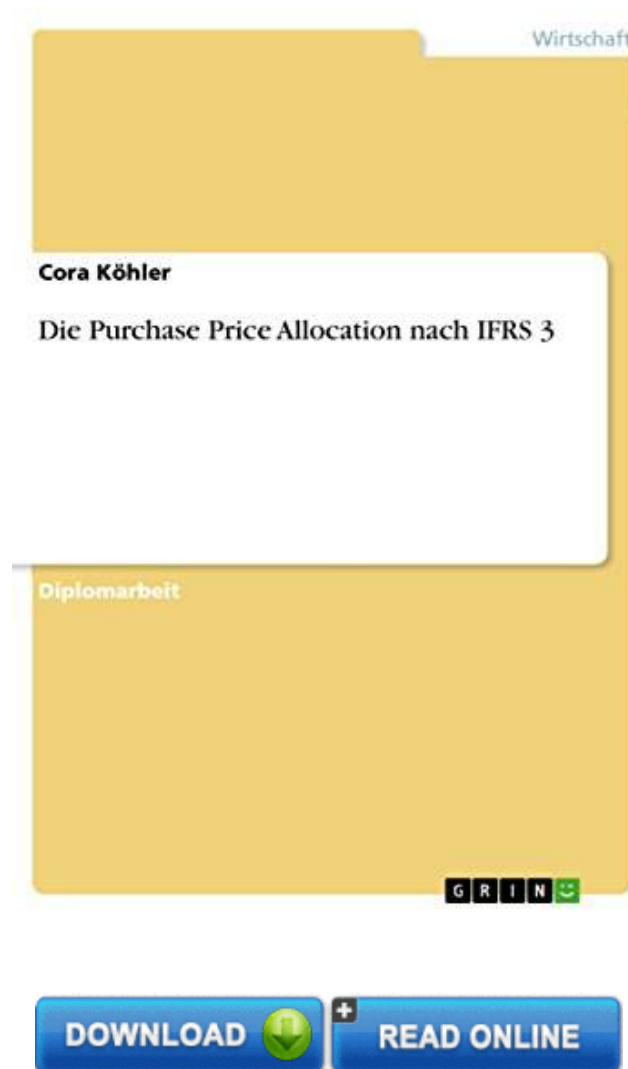 Wirtschaft
Cora Köhler
Die Purchase Price Allocation nach IFRS 3
Diplomarbeit
GRIN
DOWNLOAD
READ ONLINE